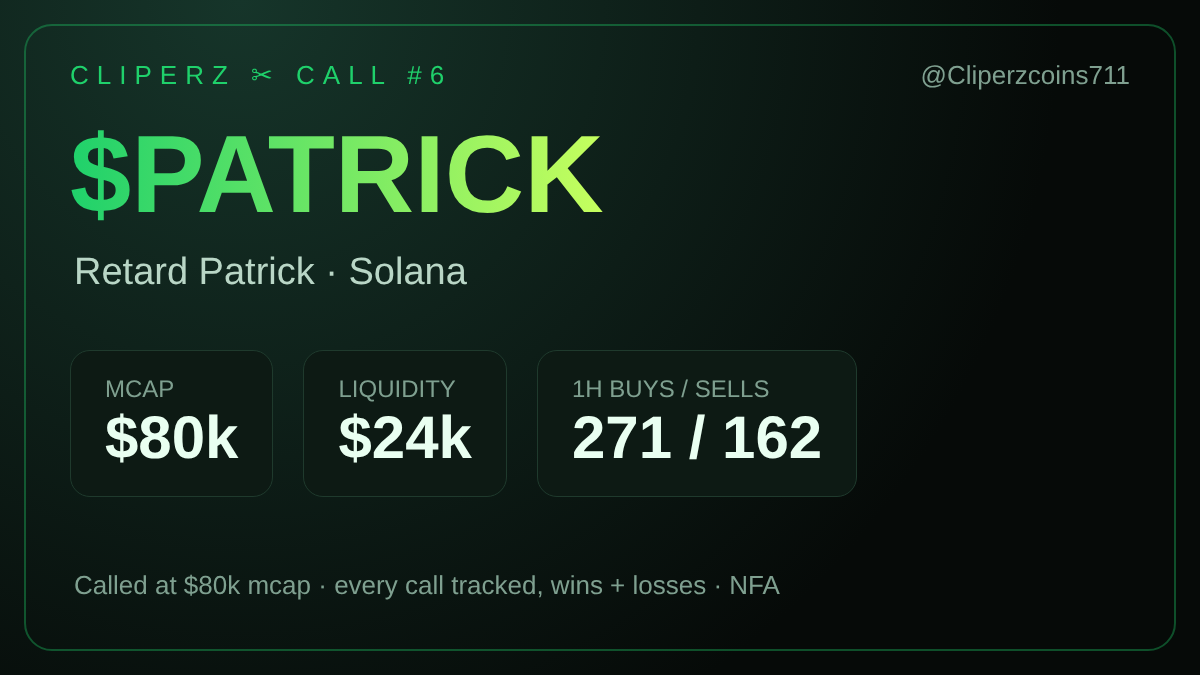 CLIPERZ ✂ CALL #6
@Cliperzcoins711
$PATRICK
Retard Patrick · Solana
MCAP
$80k
LIQUIDITY
$24k
1H BUYS / SELLS
271 / 162
Called at $80k mcap · every call tracked, wins + losses · NFA